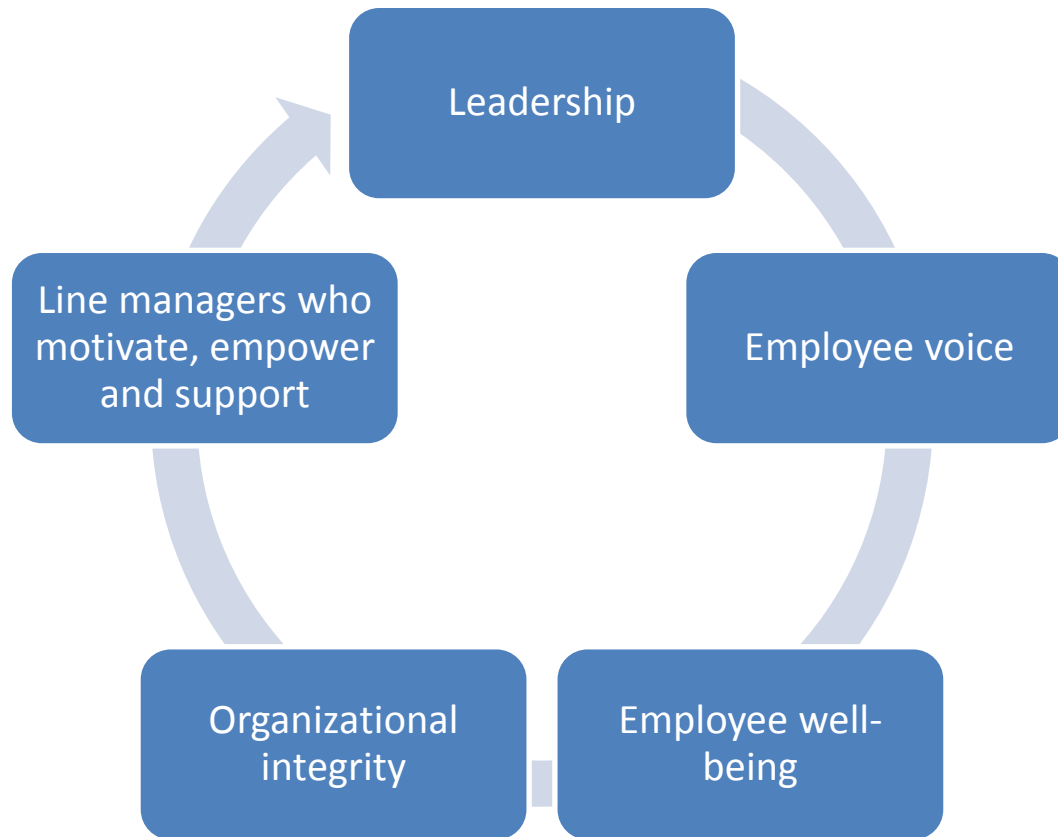 Leadership
Employee voice
Employee well-
being
Organizational
integrity
Line managers who
motivate, empower
and support